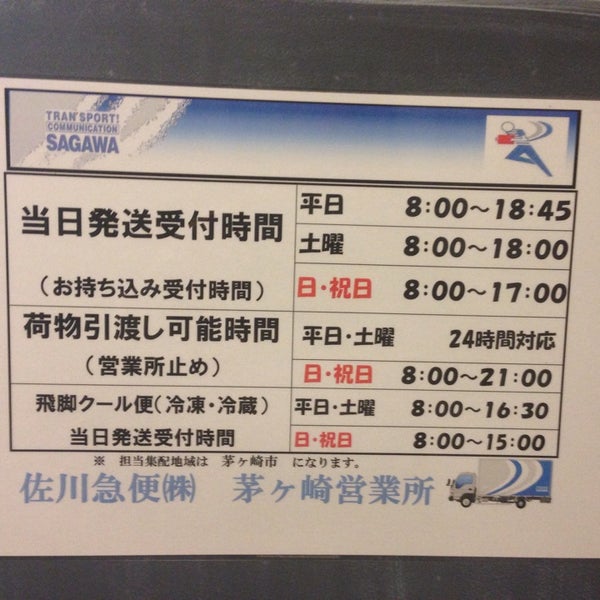 TRAN'SPORT!
COMMUNICATION
SAGAWA
当日発送受付時間
(お持ち込み受付時間)
平日 8:00～18:45
土曜 8:00～18:00
日・祝日 8:00～17:00
荷物引渡し可能時間
(営業所止め)
平日・土曜 24時間対応
日・祝日 8:00～21:00
飛脚クール便(冷凍・冷蔵)
当日発送受付時間
平日・土曜 8:00～16:30
日・祝日 8:00～15:00
※ 担当集配地域は 茅ヶ崎市 になります。
佐川急便㈱ 茅ヶ崎営業所